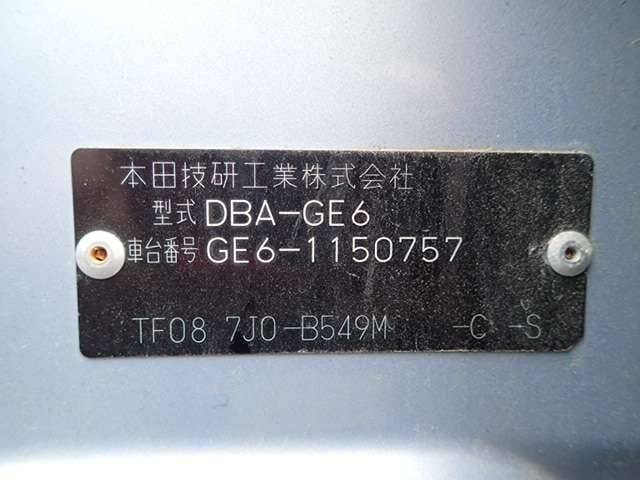 本田技研工業株式会社
型式 DBA-GE6
車台番号 GE6-1150757
TF08 7J0-B549M -C -S